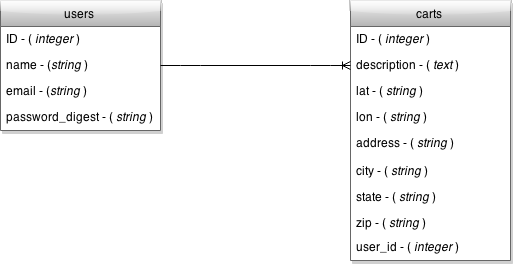 users
ID - ( integer )
name - (string )
email - (string )
password_digest - ( string )
carts
ID - ( integer )
description - ( text )
lat - ( string )
lon - ( string )
address - ( string )
city - ( string )
state - ( string )
zip - ( string )
user_id - ( integer )